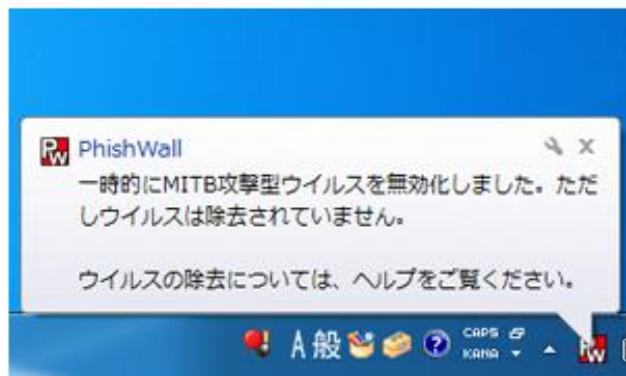 PhishWall
一時的にMITB攻撃型ウイルスを無効化しました。ただ
しウイルスは除去されていません。
ウイルスの除去については、ヘルプをご覧ください。
A 般 ? CAPS
KANA
PW